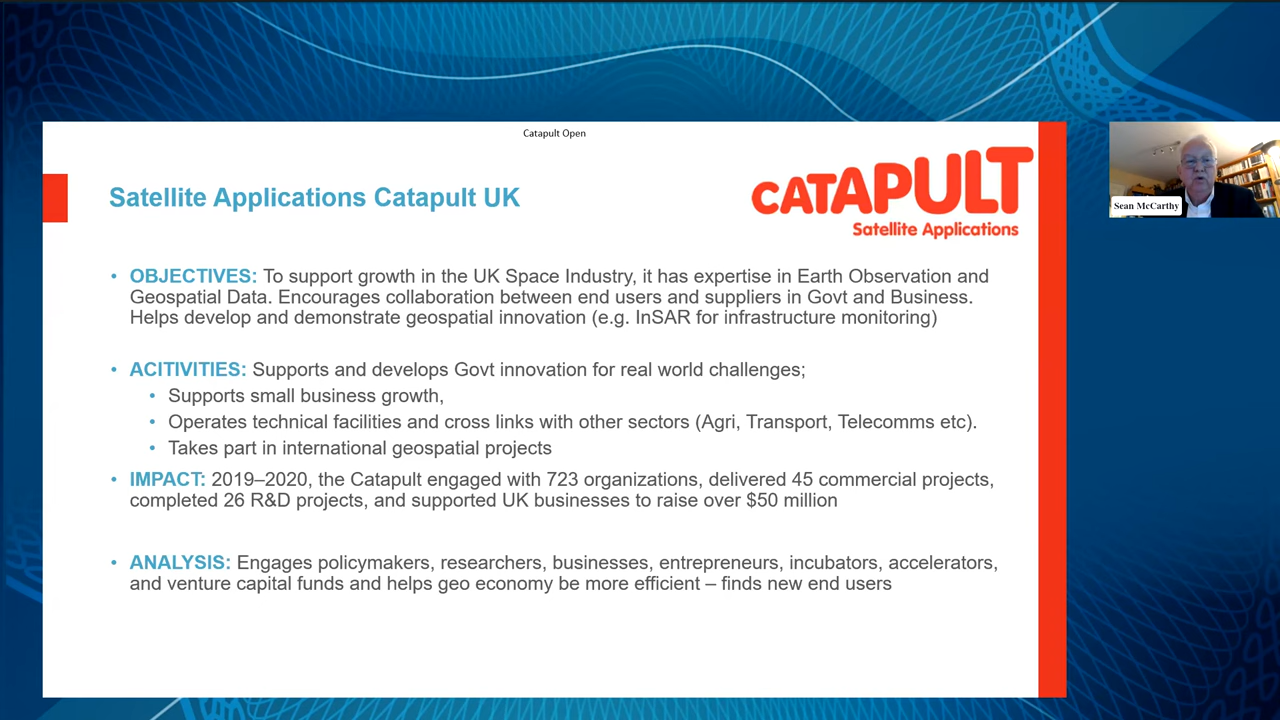 Catapult Open
Satellite Applications Catapult UK
CATAPULT
Satellite Applications
Sean McCarthy
• OBJECTIVES: To support growth in the UK Space Industry, it has expertise in Earth Observation and
Geospatial Data. Encourages collaboration between end users and suppliers in Govt and Business.
Helps develop and demonstrate geospatial innovation (e.g. InSAR for infrastructure monitoring)
• ACITIVITIES: Supports and develops Govt innovation for real world challenges;
• Supports small business growth,
• Operates technical facilities and cross links with other sectors (Agri, Transport, Telecomms etc).
• Takes part in international geospatial projects
• IMPACT: 2019–2020, the Catapult engaged with 723 organizations, delivered 45 commercial projects,
completed 26 R&D projects, and supported UK businesses to raise over $50 million
• ANALYSIS: Engages policymakers, researchers, businesses, entrepreneurs, incubators, accelerators,
and venture capital funds and helps geo economy be more efficient – finds new end users